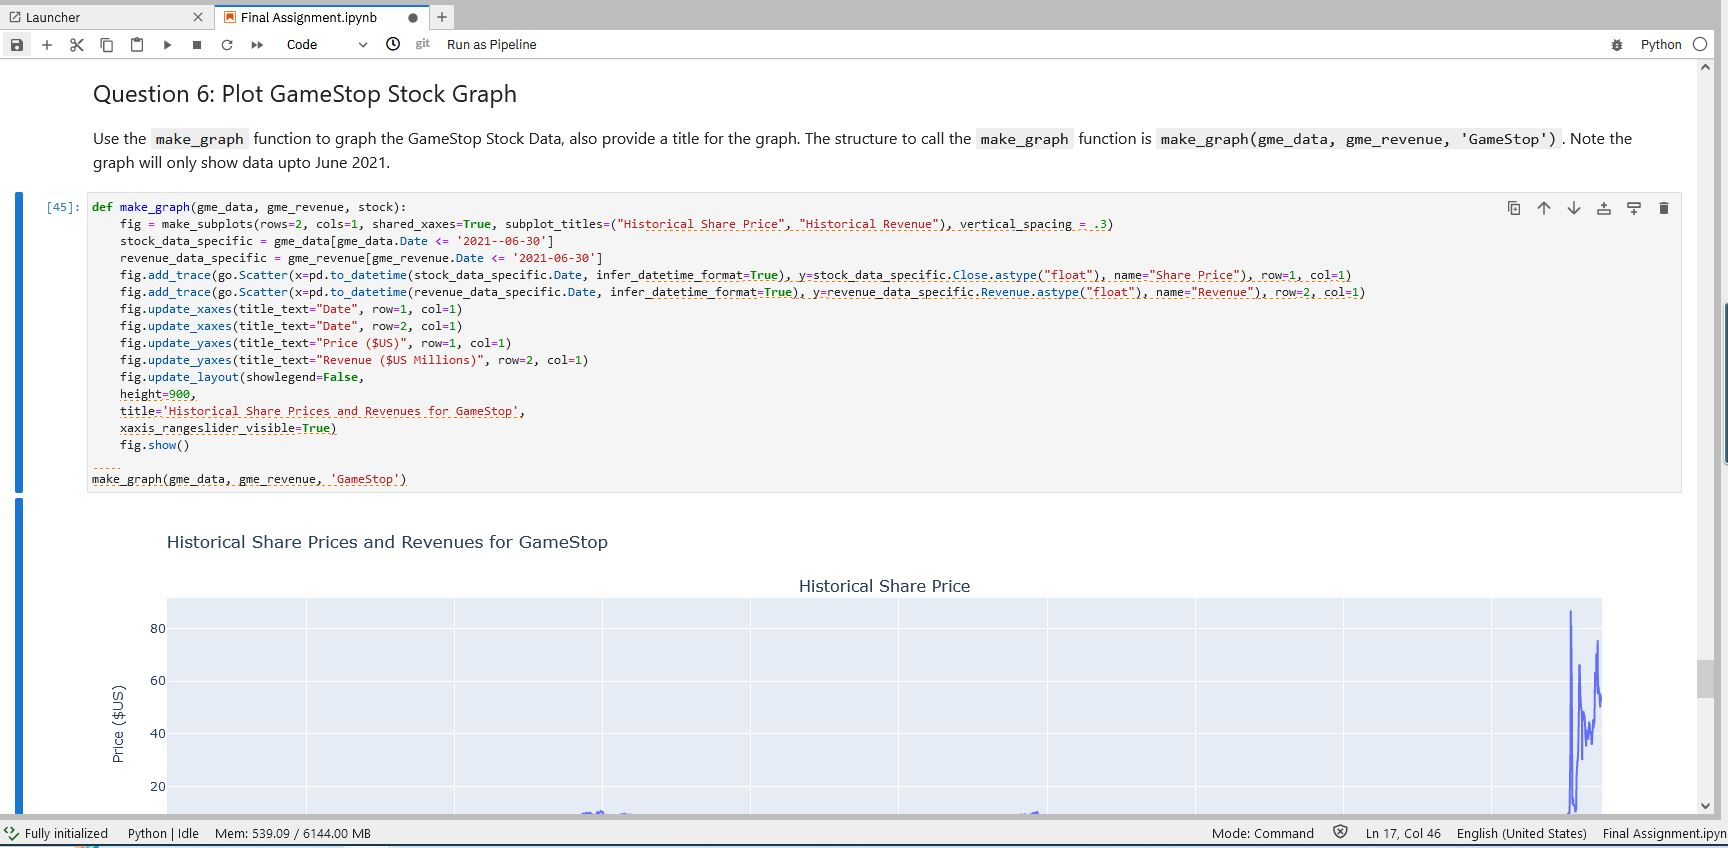 Launcher
Final Assignment.ipynb
Code
git
Run as Pipeline
Python
Question 6: Plot GameStop Stock Graph
Use the make_graph function to graph the GameStop Stock Data, also provide a title for the graph. The structure to call the make_graph function is make_graph(gme_data, gme_revenue, 'GameStop'). Note the
graph will only show data upto June 2021.
[45]:
def make_graph(gme_data, gme_revenue, stock):
    fig = make_subplots(rows=2, cols=1, shared_xaxes=True, subplot_titles=("Historical Share Price", "Historical Revenue"), vertical_spacing = .3)
    stock_data_specific = gme_data[gme_data.Date <= '2021--06-30']
    revenue_data_specific = gme_revenue[gme_revenue.Date <= '2021-06-30']
    fig.add_trace(go.Scatter(x=pd.to_datetime(stock_data_specific.Date, infer_datetime_format=True), y=stock_data_specific.Close.astype("float"), name="Share Price"), row=1, col=1)
    fig.add_trace(go.Scatter(x=pd.to_datetime(revenue_data_specific.Date, infer_datetime_format=True), y=revenue_data_specific.Revenue.astype("float"), name="Revenue"), row=2, col=1)
    fig.update_xaxes(title_text="Date", row=1, col=1)
    fig.update_xaxes(title_text="Date", row=2, col=1)
    fig.update_yaxes(title_text="Price ($US)", row=1, col=1)
    fig.update_yaxes(title_text="Revenue ($US Millions)", row=2, col=1)
    fig.update_layout(showlegend=False,
    height=900,
    title='Historical Share Prices and Revenues for GameStop',
    xaxis_rangeslider_visible=True)
    fig.show()
make_graph(gme_data, gme_revenue, 'GameStop')
Historical Share Prices and Revenues for GameStop
Historical Share Price
80
60
40
20
Price ($US)
Fully initialized
Python | Idle
Mem: 539.09 / 6144.00 MB
Mode: Command
Ln 17, Col 46
English (United States)
Final Assignment.ipyn